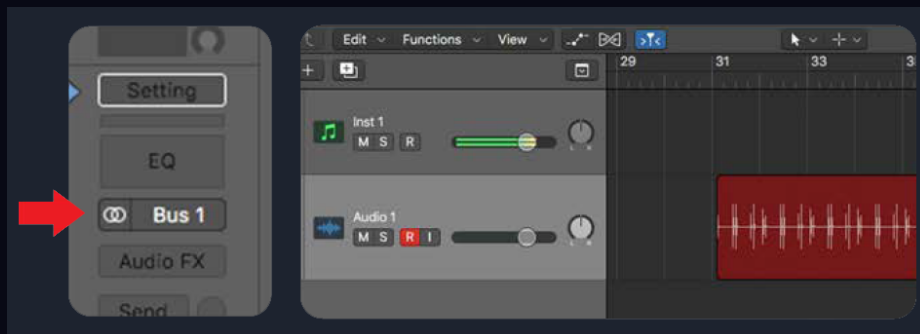 Setting
EQ
Bus 1
Audio FX
Send
Edit Functions View
29 31 33
Inst 1
M S R
L R
Audio 1
M S R I
L R